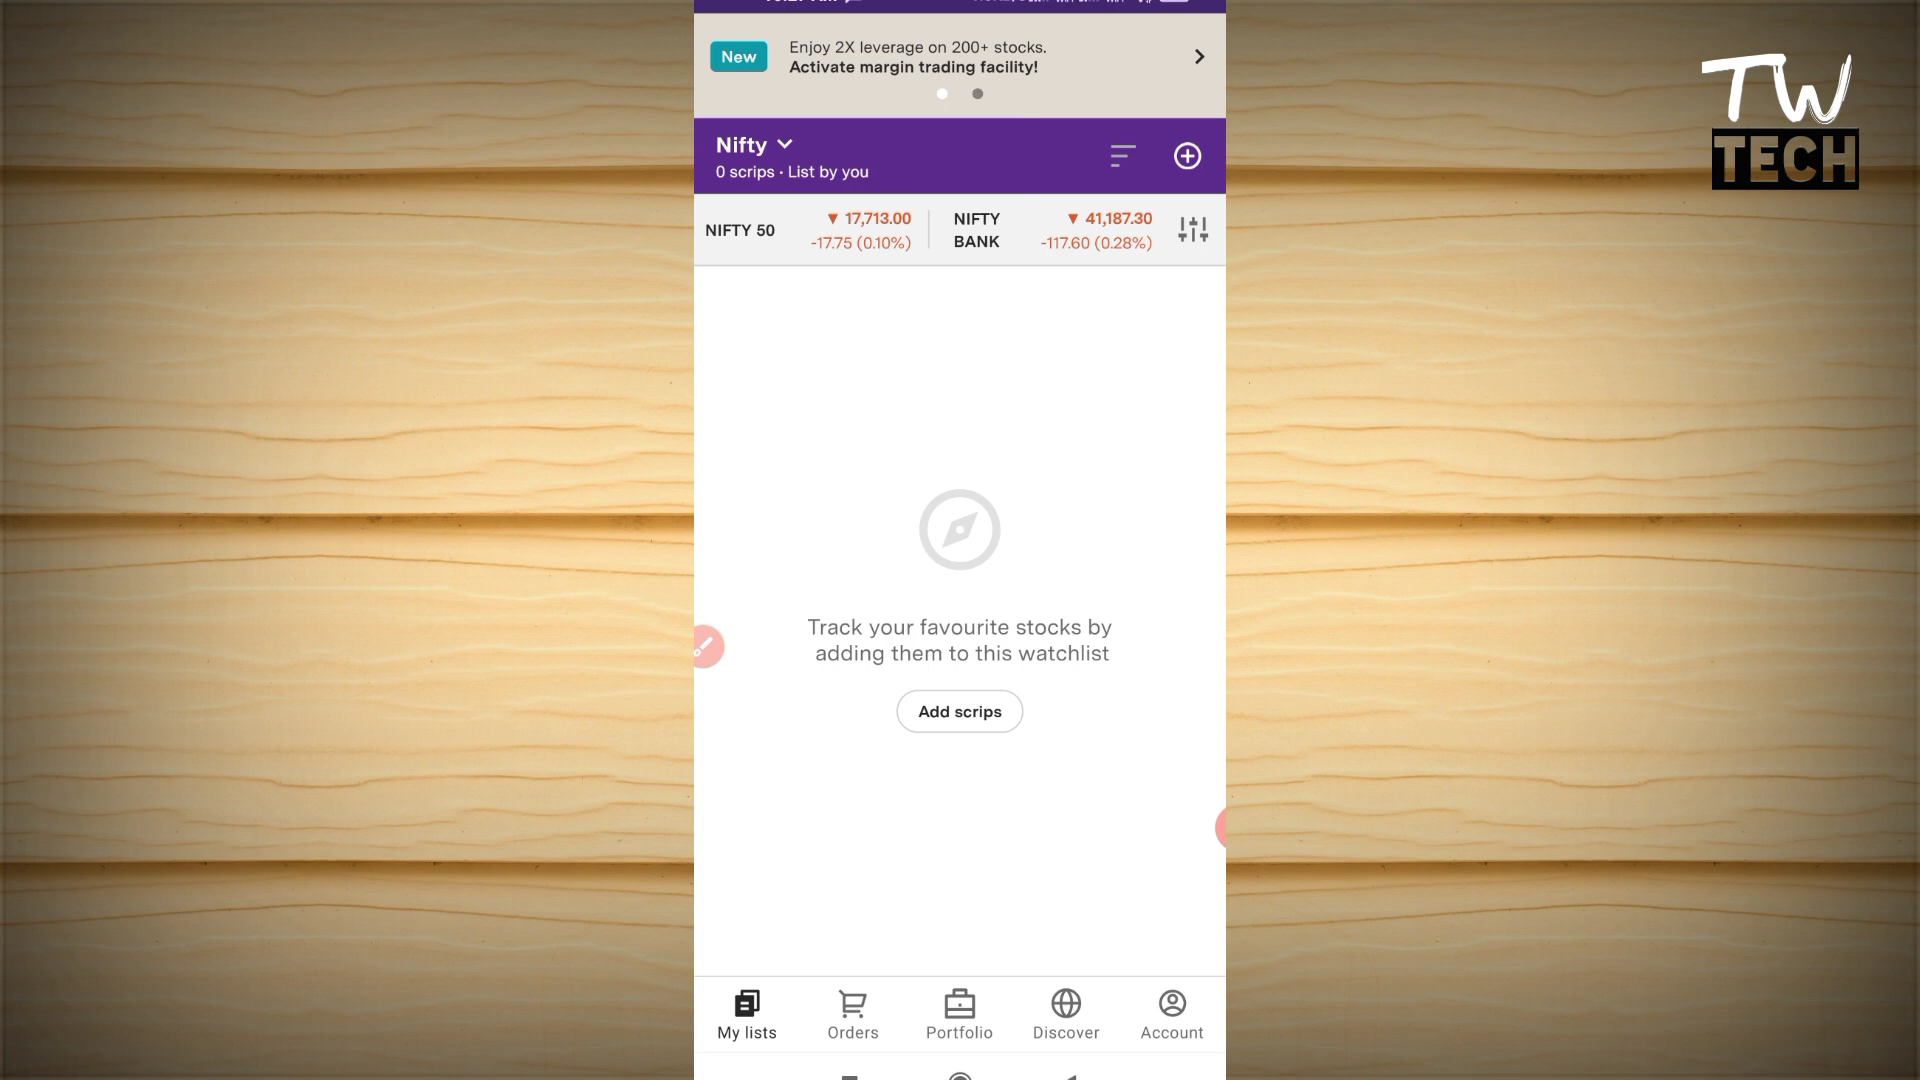 New
Enjoy 2X leverage on 200+ stocks.
Activate margin trading facility!
Nifty
0 scrips · List by you
NIFTY 50
▼ 17,713.00
-17.75 (0.10%)
NIFTY
BANK
▼ 41,187.30
-117.60 (0.28%)
Track your favourite stocks by
adding them to this watchlist
Add scrips
My lists
Orders
Portfolio
Discover
Account
TW
TECH